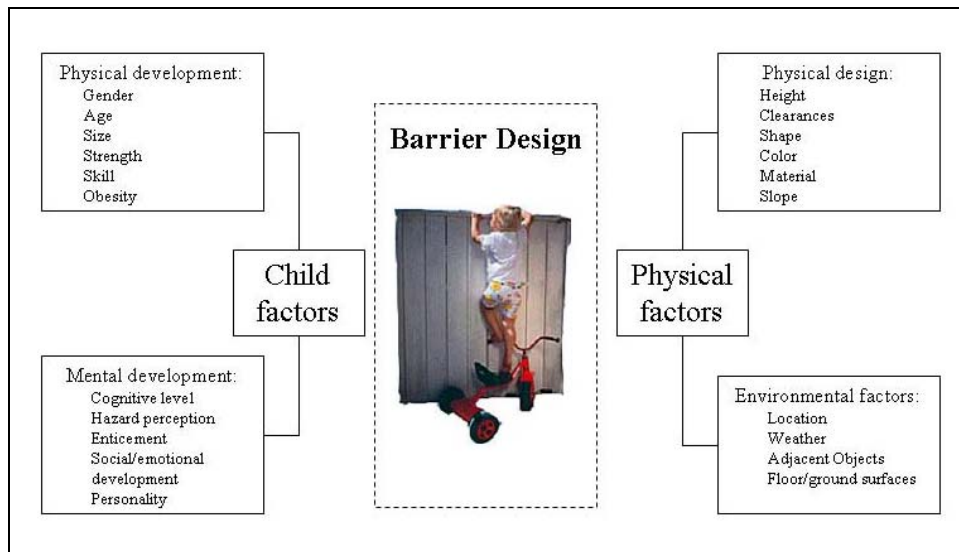 Physical development:
Gender
Age
Size
Strength
Skill
Obesity
Child
factors
Mental development:
Cognitive level
Hazard perception
Enticement
Social/emotional
development
Personality
Barrier Design
Physical design:
Height
Clearances
Shape
Color
Material
Slope
Physical
factors
Environmental factors:
Location
Weather
Adjacent Objects
Floor/ground surfaces